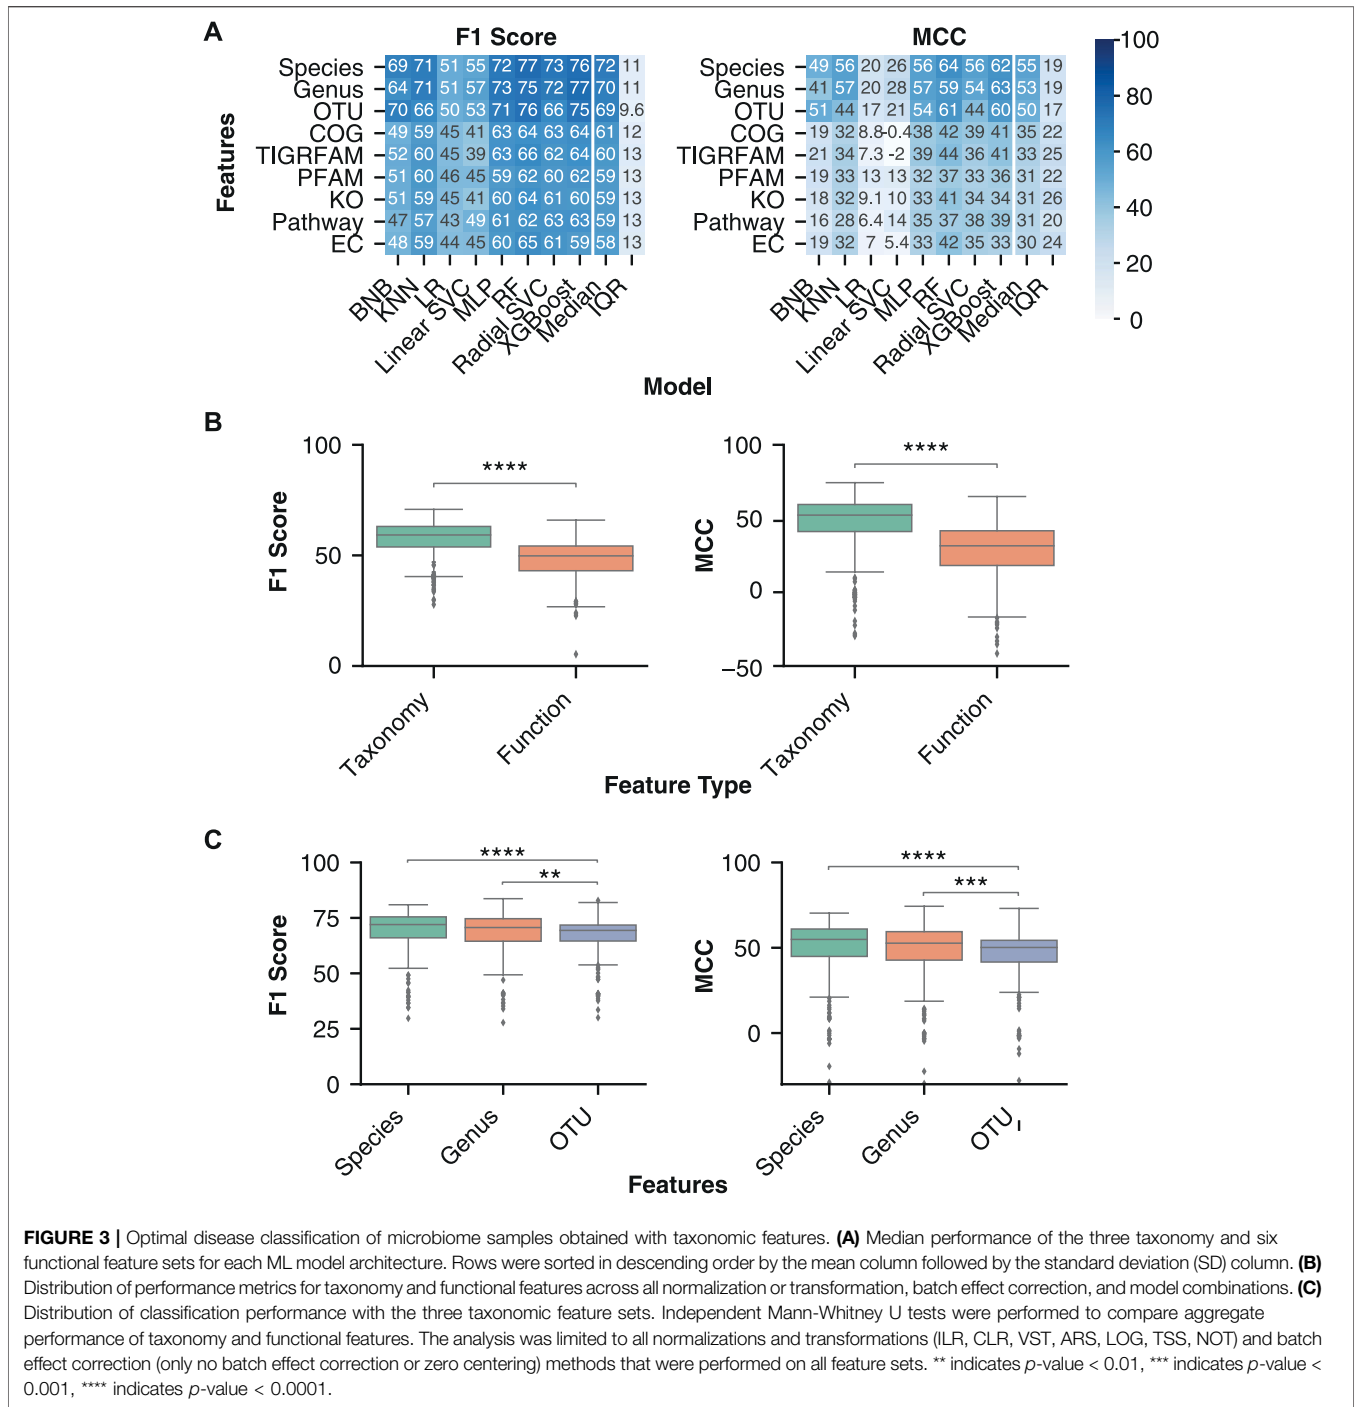 A
F1 Score
MCC
Features
Species 69 71 51 55 72 77 73 76 72 11
Genus 64 71 51 57 73 75 72 77 70 11
OTU 70 66 50 53 71 76 66 75 69 9.6
COG 49 59 45 41 63 64 63 64 61 12
TIGRFAM 52 60 45 39 63 66 62 64 60 13
PFAM 51 60 46 45 59 62 60 62 59 13
KO 51 59 45 41 60 64 61 60 59 13
Pathway 47 57 43 49 61 62 63 63 59 13
EC 48 59 44 45 60 65 61 59 58 13
BNB KNN LR Linear SVC MLP RF Radial SVC XGBoost Median IQR
Species 49 56 20 26 56 64 56 62 55 19
Genus 41 57 20 28 57 59 54 63 53 19
OTU 51 44 17 21 54 61 44 60 50 17
COG 19 32 8.8 -0.4 38 42 39 41 35 22
TIGRFAM 21 34 7.3 -2 39 44 36 41 33 25
PFAM 19 33 13 13 32 37 33 36 31 22
KO 18 32 9.1 10 33 41 34 34 31 26
Pathway 16 28 6.4 14 35 37 38 39 31 20
EC 19 32 7 5.4 33 42 35 33 30 24
BNB KNN LR Linear SVC MLP RF Radial SVC XGBoost Median IQR
100
80
60
40
20
0
Model
B
F1 Score
100
50
0
****
Taxonomy Function
MCC
100
50
0
−50
****
Taxonomy Function
Feature Type
C
F1 Score
100
75
50
25
0
****
**
Species Genus OTU
MCC
100
50
0
****
***
Species Genus OTU
Features
FIGURE 3 | Optimal disease classification of microbiome samples obtained with taxonomic features. (A) Median performance of the three taxonomy and six
functional feature sets for each ML model architecture. Rows were sorted in descending order by the mean column followed by the standard deviation (SD) column. (B)
Distribution of performance metrics for taxonomy and functional features across all normalization or transformation, batch effect correction, and model combinations. (C)
Distribution of classification performance with the three taxonomic feature sets. Independent Mann-Whitney U tests were performed to compare aggregate
performance of taxonomy and functional features. The analysis was limited to all normalizations and transformations (ILR, CLR, VST, ARS, LOG, TSS, NOT) and batch
effect correction (only no batch effect correction or zero centering) methods that were performed on all feature sets. ** indicates p-value < 0.01, *** indicates p-value <
0.001, **** indicates p-value < 0.0001.